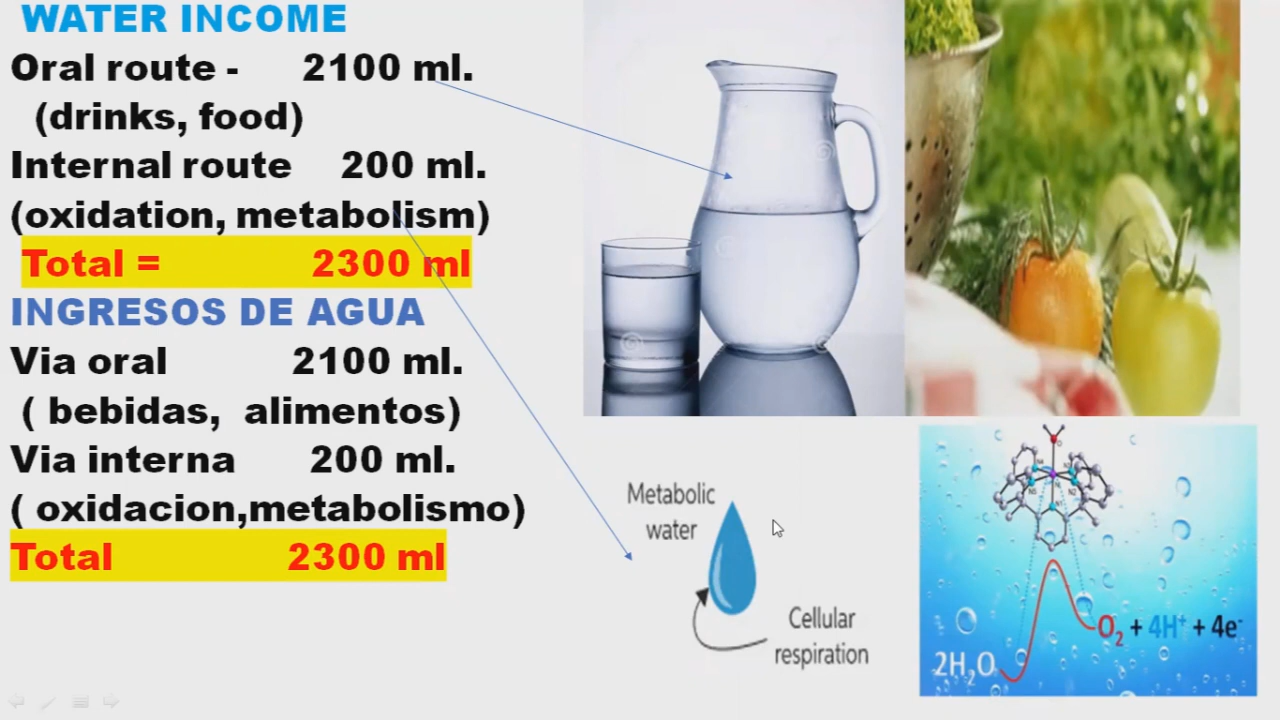 WATER INCOME
Oral route - 2100 ml.
(drinks, food)
Internal route 200 ml.
(oxidation, metabolism)
Total = 2300 ml
INGRESOS DE AGUA
Via oral 2100 ml.
( bebidas, alimentos)
Via interna 200 ml.
( oxidacion,metabolismo)
Total 2300 ml
Metabolic
water
Cellular
respiration
O₂ + 4H⁺ + 4e⁻
2H₂O